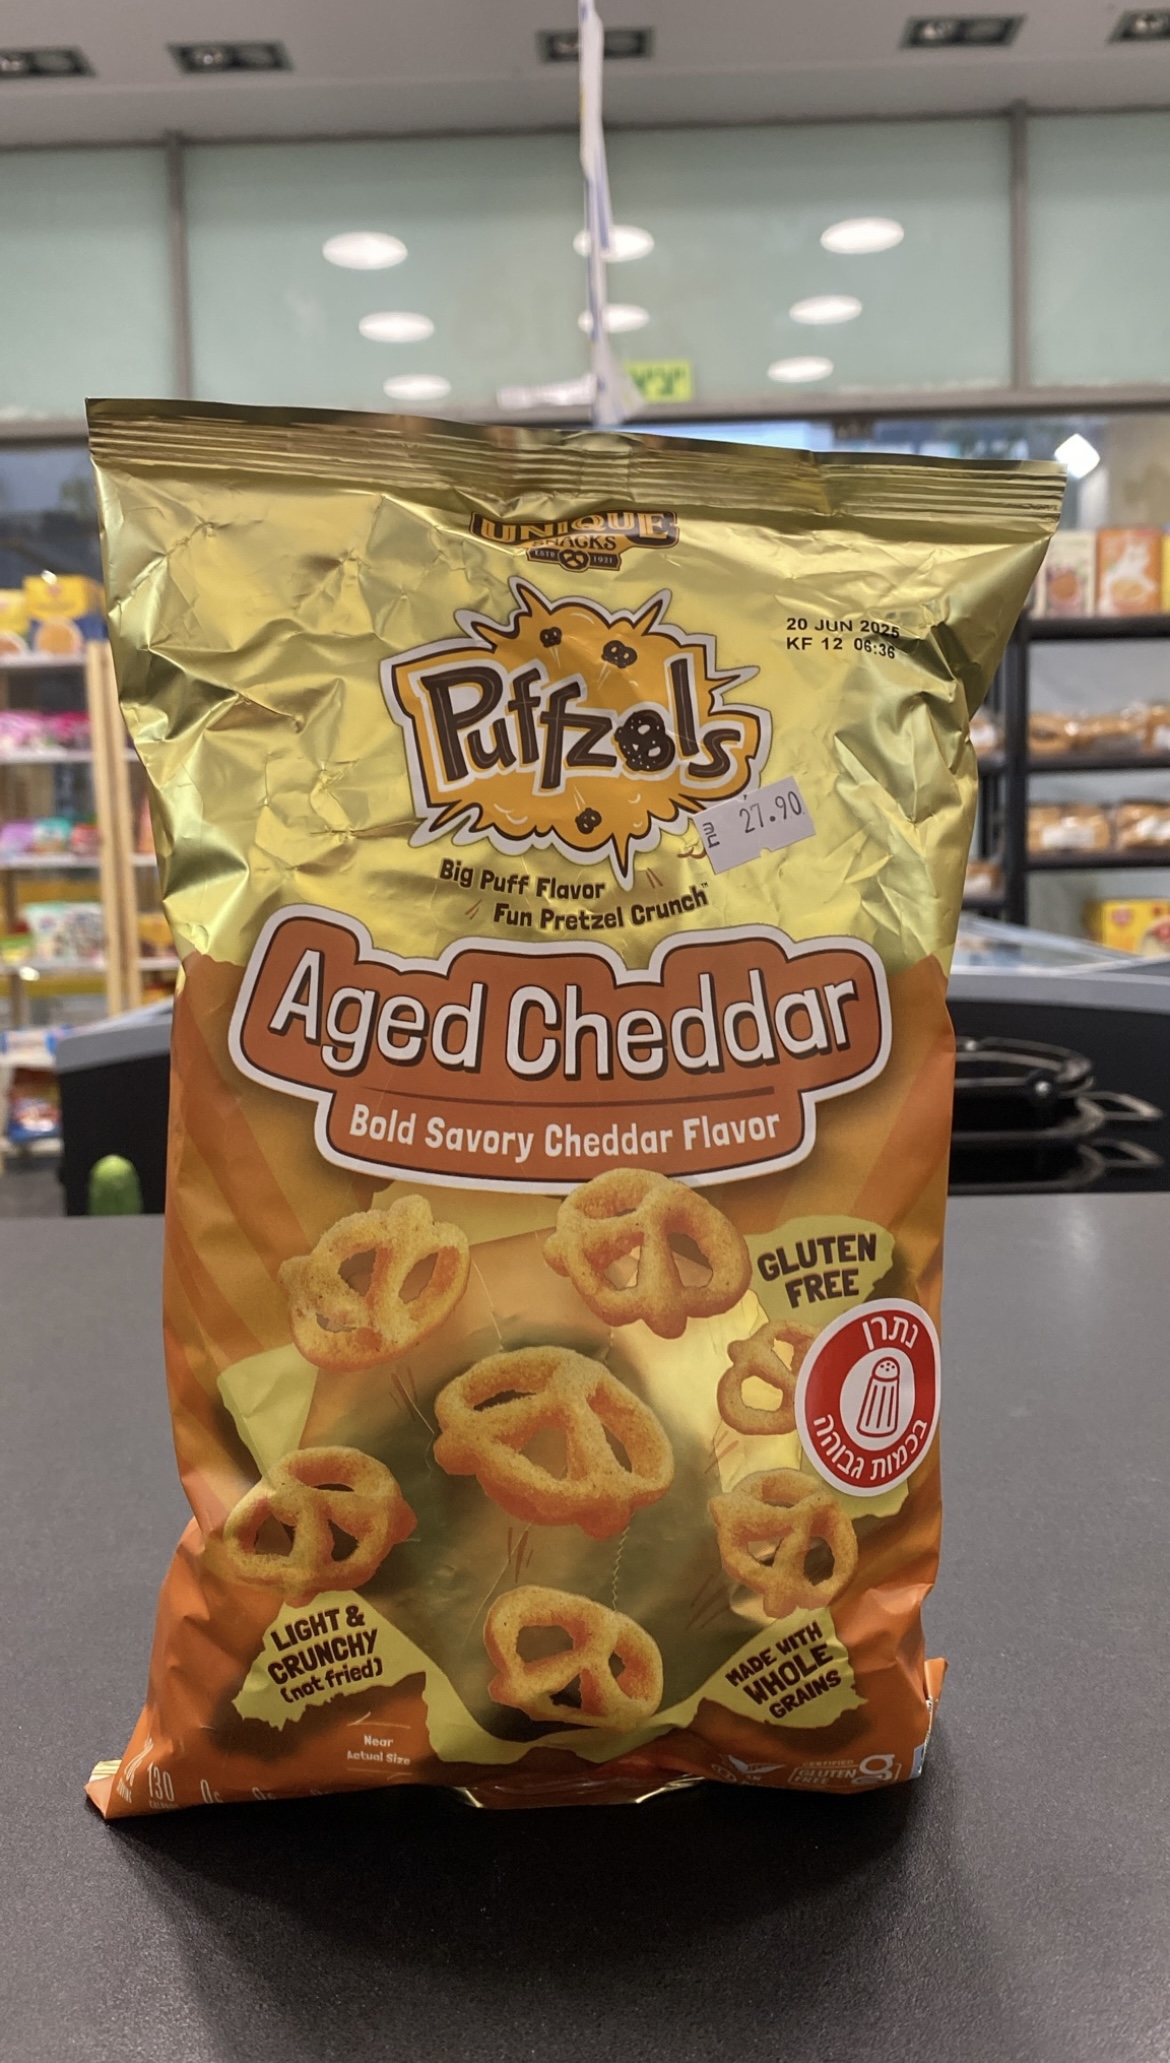 UNIQUE
SNACKS
ESTD 1921
20 JUN 2025
KF 12 06:36
Puffzels
27.90
Big Puff Flavor
Fun Pretzel Crunch™
Aged Cheddar
Bold Savory Cheddar Flavor
GLUTEN
FREE
נתרן
בכמות גבוהה
LIGHT &
CRUNCHY
(not fried)
MADE WITH
WHOLE
GRAINS
Near
Actual Size
130
CERTIFIED
GLUTEN
FREE